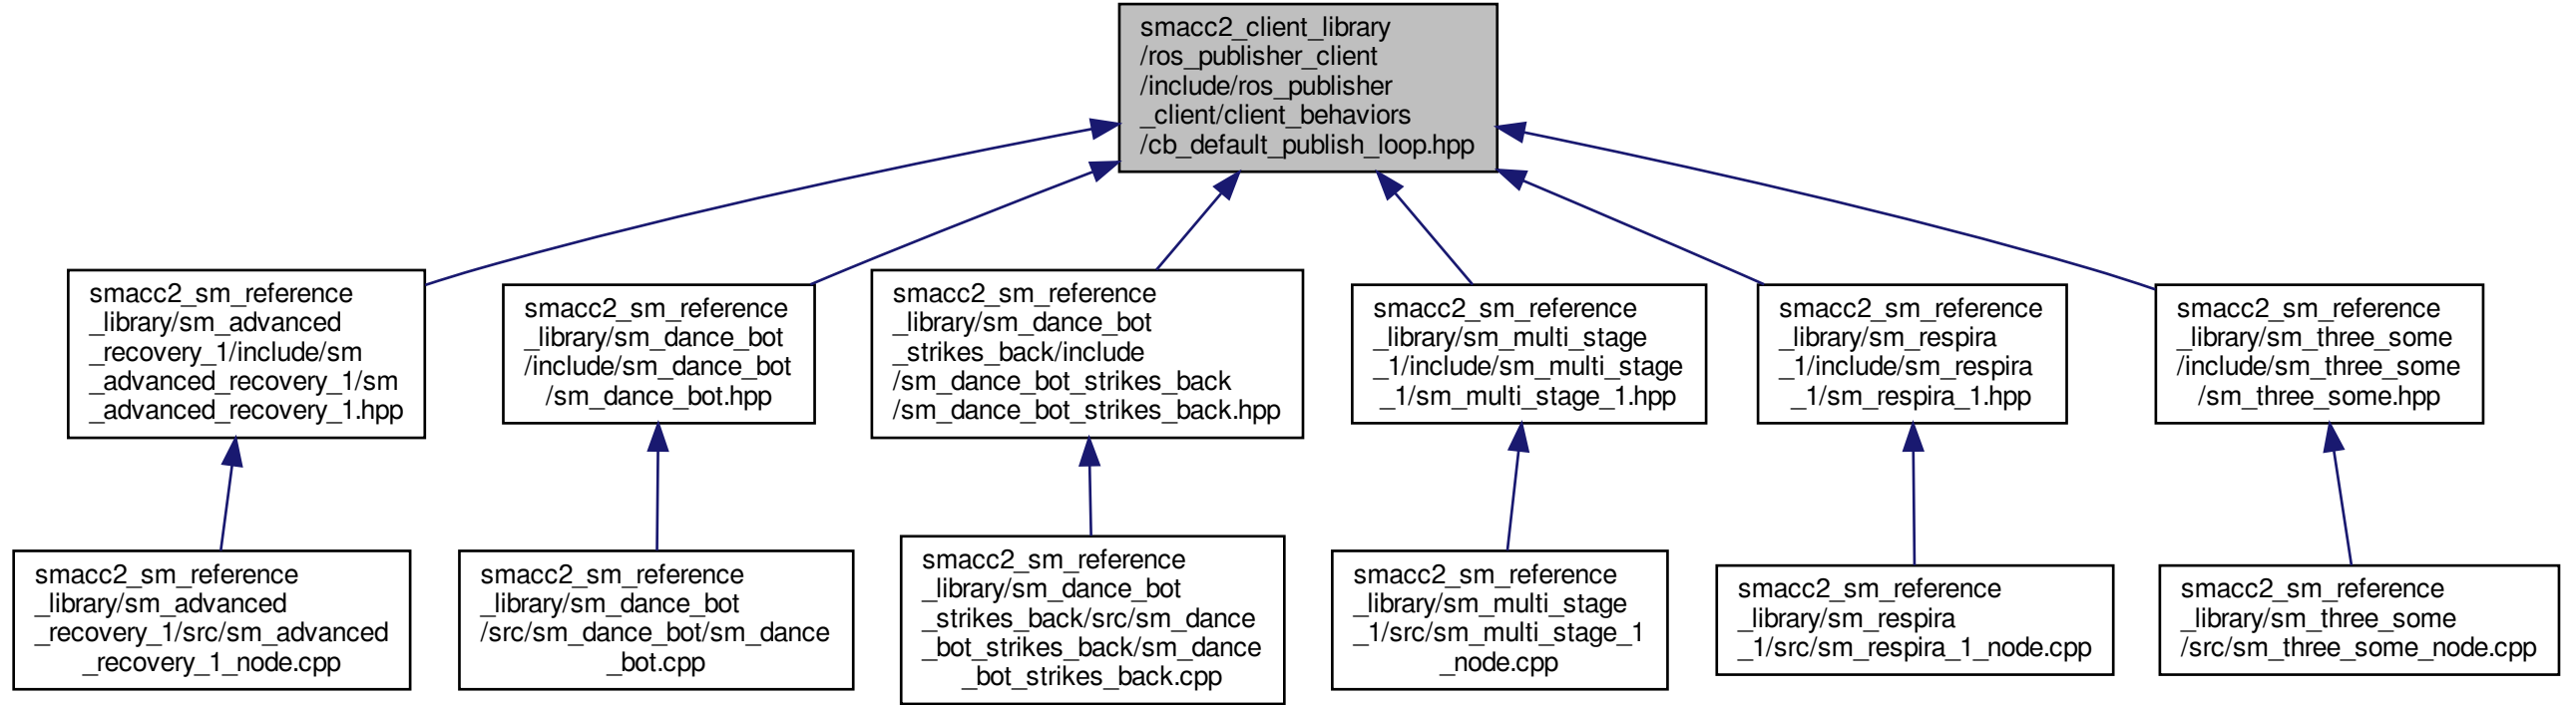 smacc2_client_library
/ros_publisher_client
/include/ros_publisher
_client/client_behaviors
/cb_default_publish_loop.hpp
smacc2_sm_reference
_library/sm_advanced
_recovery_1/include/sm
_advanced_recovery_1/sm
_advanced_recovery_1.hpp
smacc2_sm_reference
_library/sm_dance_bot
/include/sm_dance_bot
/sm_dance_bot.hpp
smacc2_sm_reference
_library/sm_dance_bot
_strikes_back/include
/sm_dance_bot_strikes_back
/sm_dance_bot_strikes_back.hpp
smacc2_sm_reference
_library/sm_multi_stage
_1/include/sm_multi_stage
_1/sm_multi_stage_1.hpp
smacc2_sm_reference
_library/sm_respira
_1/include/sm_respira
_1/sm_respira_1.hpp
smacc2_sm_reference
_library/sm_three_some
/include/sm_three_some
/sm_three_some.hpp
smacc2_sm_reference
_library/sm_advanced
_recovery_1/src/sm_advanced
_recovery_1_node.cpp
smacc2_sm_reference
_library/sm_dance_bot
/src/sm_dance_bot/sm_dance
_bot.cpp
smacc2_sm_reference
_library/sm_dance_bot
_strikes_back/src/sm_dance
_bot_strikes_back/sm_dance
_bot_strikes_back.cpp
smacc2_sm_reference
_library/sm_multi_stage
_1/src/sm_multi_stage_1
_node.cpp
smacc2_sm_reference
_library/sm_respira
_1/src/sm_respira_1_node.cpp
smacc2_sm_reference
_library/sm_three_some
/src/sm_three_some_node.cpp